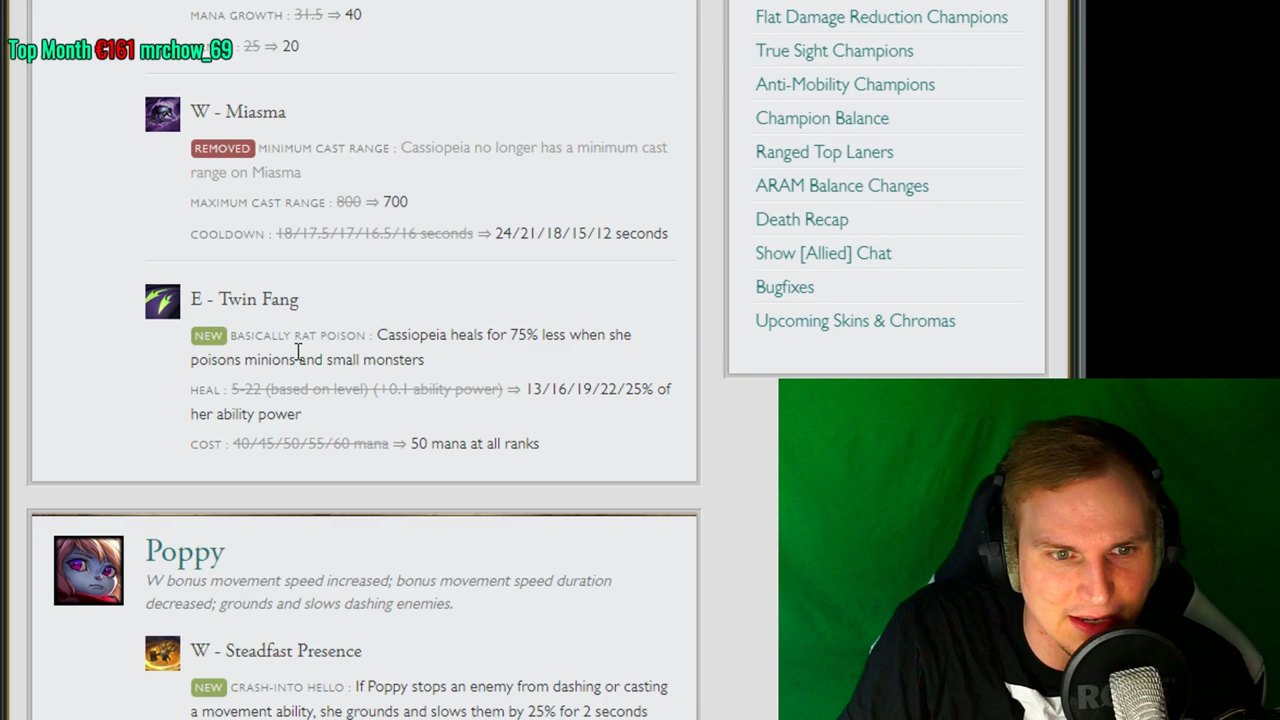 MANA GROWTH : 31.5 ⇒ 40
Top Month €161 mrchow_69
: 25 ⇒ 20
W - Miasma
REMOVED MINIMUM CAST RANGE : Cassiopeia no longer has a minimum cast
range on Miasma
MAXIMUM CAST RANGE : 800 ⇒ 700
COOLDOWN : 18/17.5/17/16.5/16 seconds ⇒ 24/21/18/15/12 seconds
E - Twin Fang
NEW BASICALLY RAT POISON : Cassiopeia heals for 75% less when she
poisons minions and small monsters
HEAL : 5-22 (based on level) (+0.1 ability power) ⇒ 13/16/19/22/25% of
her ability power
COST : 40/45/50/55/60 mana ⇒ 50 mana at all ranks
Poppy
W bonus movement speed increased; bonus movement speed duration
decreased; grounds and slows dashing enemies.
W - Steadfast Presence
NEW CRASH-INTO HELLO : If Poppy stops an enemy from dashing or casting
a movement ability, she grounds and slows them by 25% for 2 seconds
Flat Damage Reduction Champions
True Sight Champions
Anti-Mobility Champions
Champion Balance
Ranged Top Laners
ARAM Balance Changes
Death Recap
Show [Allied] Chat
Bugfixes
Upcoming Skins & Chromas